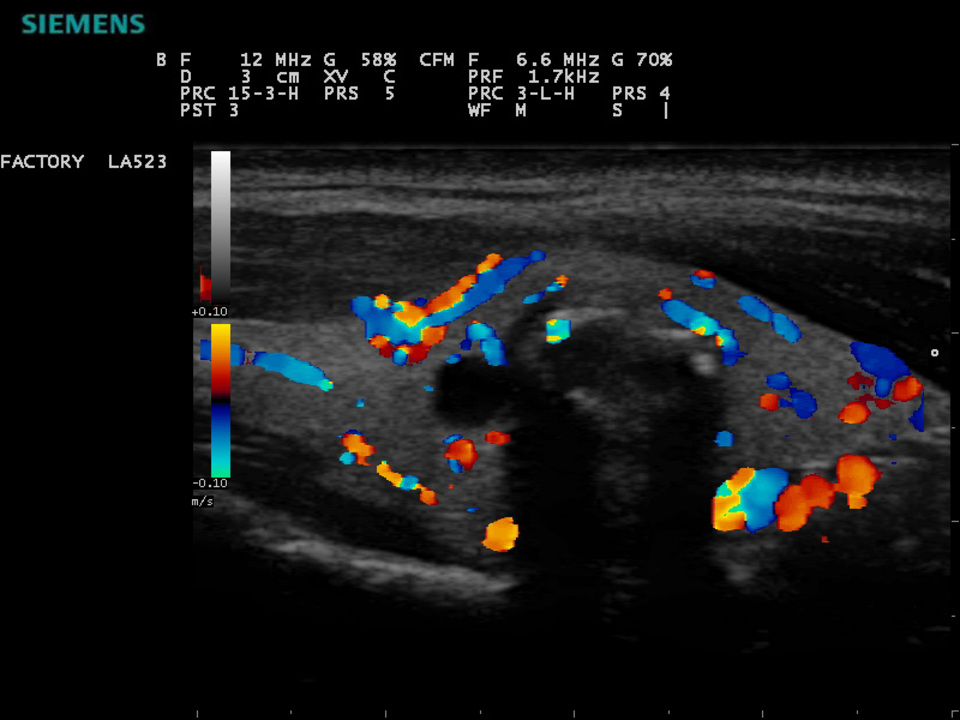 SIEMENS
B F 12 MHz G 58% CFM F 6.6 MHz G 70%
D 3 cm XV C PRF 1.7kHz
PRC 15-3-H PRS 5 PRC 3-L-H PRS 4
PST 3 WF M S |
FACTORY LA523
+0.10
-0.10
m/s